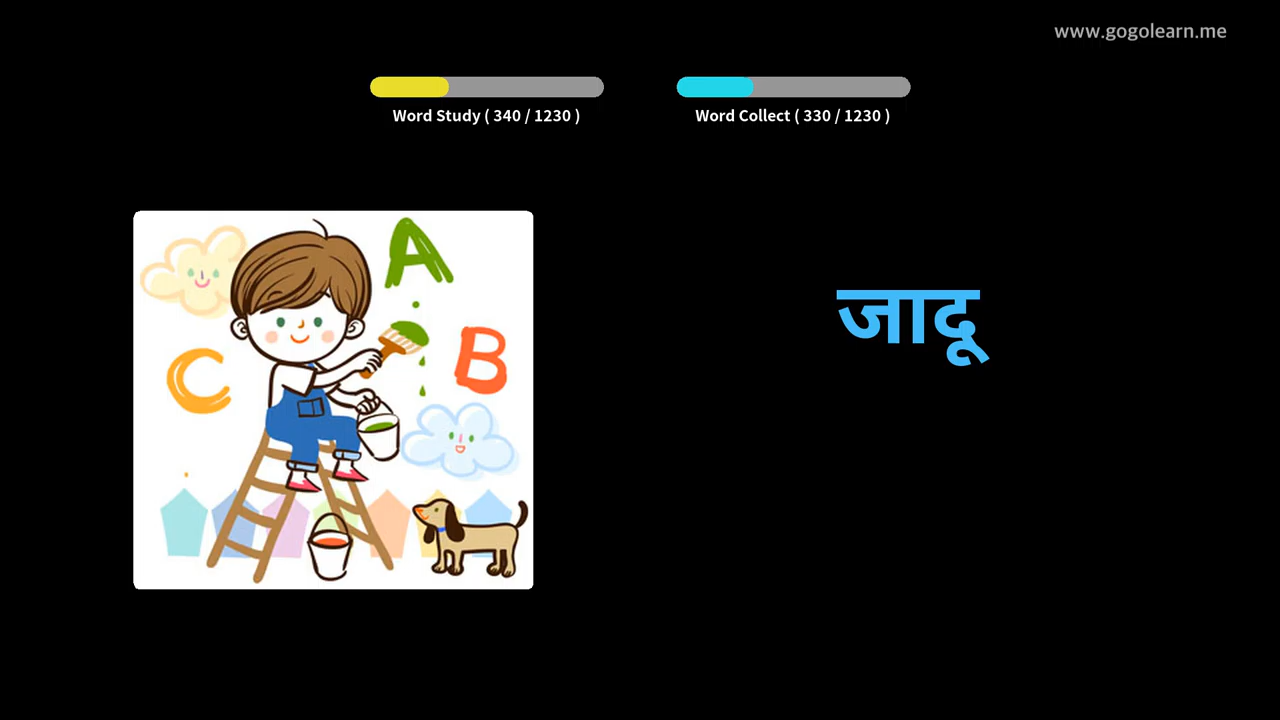 www.gogolearn.me
Word Study ( 340 / 1230 )
Word Collect ( 330 / 1230 )
A
B
C
जादू